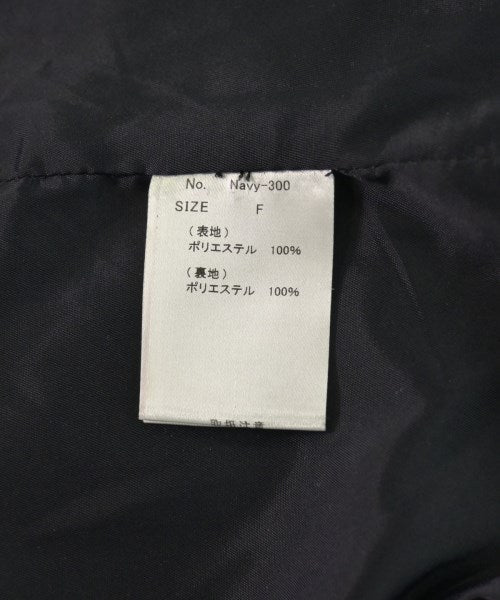 No. Navy-300
SIZE F
(表地)
ポリエステル 100%
(裏地)
ポリエステル 100%